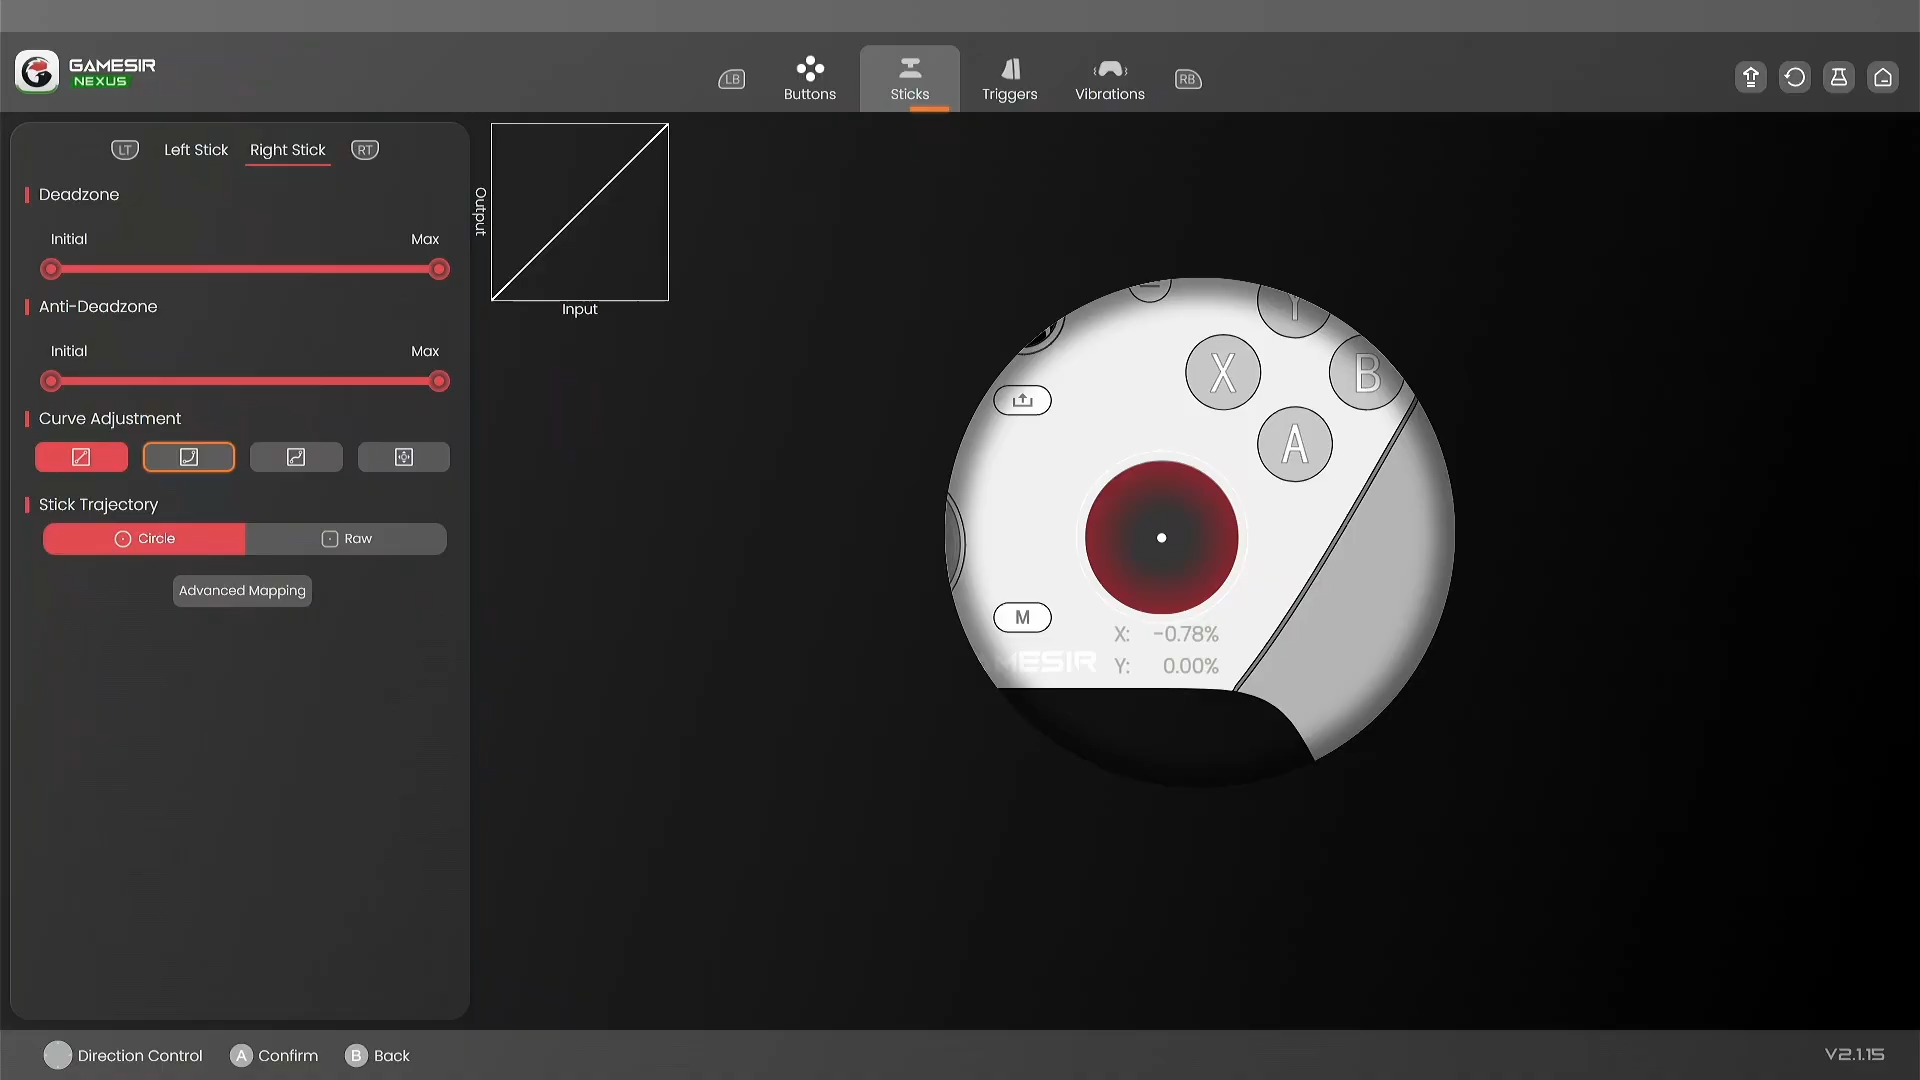 GAMESIR
NEXUS
LB
Buttons
Sticks
Triggers
Vibrations
RB
LT
Left Stick
Right Stick
RT
Deadzone
Initial
Max
Anti-Deadzone
Initial
Max
Curve Adjustment
Stick Trajectory
Circle
Raw
Advanced Mapping
Output
Input
Y
X
B
A
M
MESIR
X: -0.78%
Y: 0.00%
Direction Control
A Confirm
B Back
V2.1.15